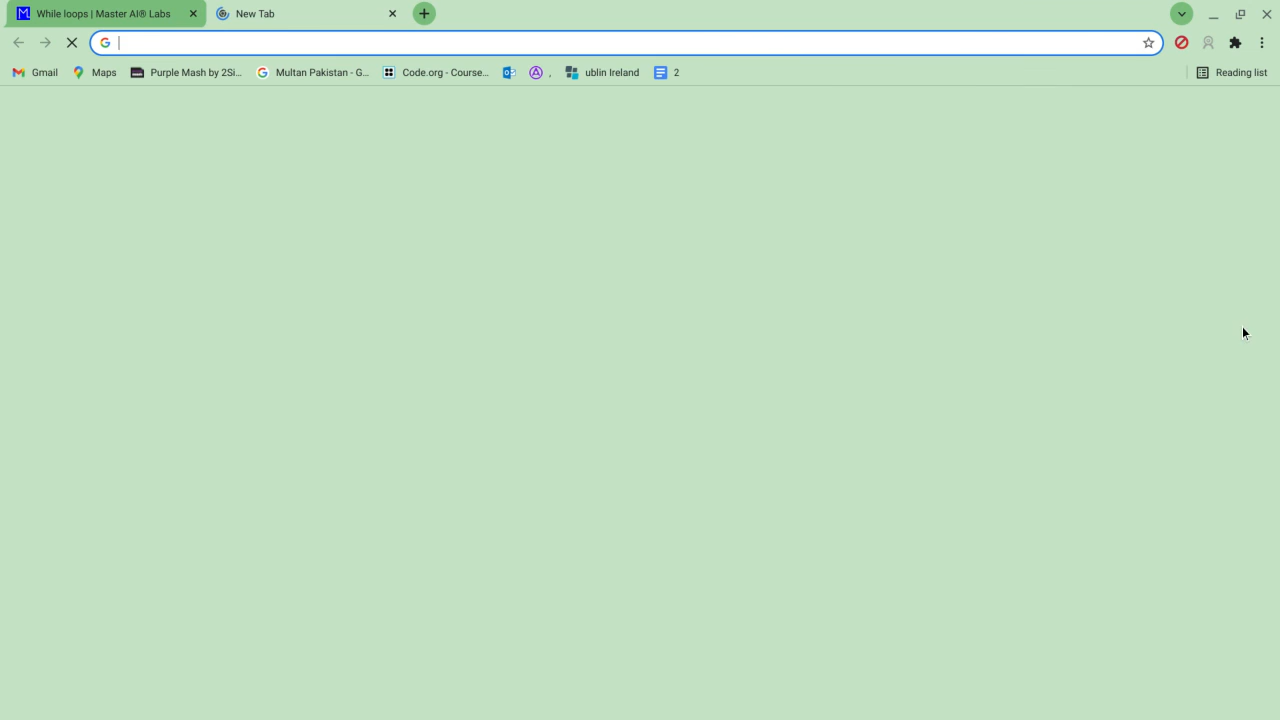 While loops | Master AI® Labs
New Tab
Gmail Maps Purple Mash by 2Si... Multan Pakistan - G... Code.org - Course... , ublin Ireland 2 Reading list